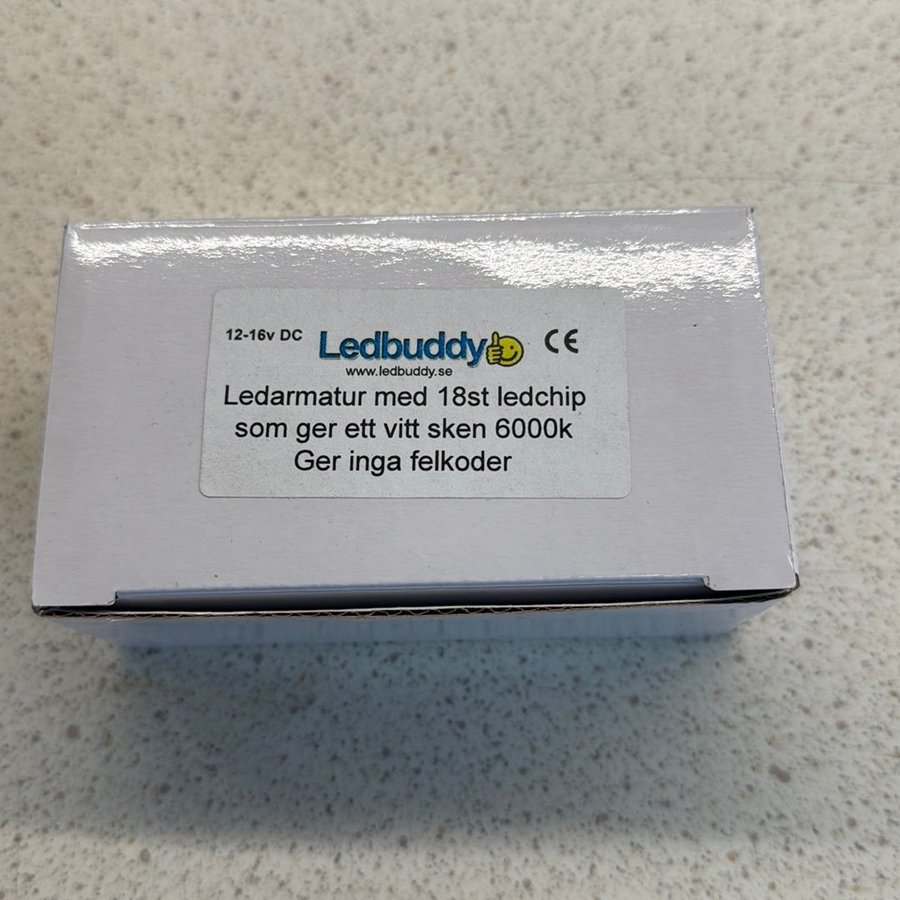 12-16v DC Ledbuddy CE
www.ledbuddy.se
Ledarmatur med 18st ledchip
som ger ett vitt sken 6000k
Ger inga felkoder